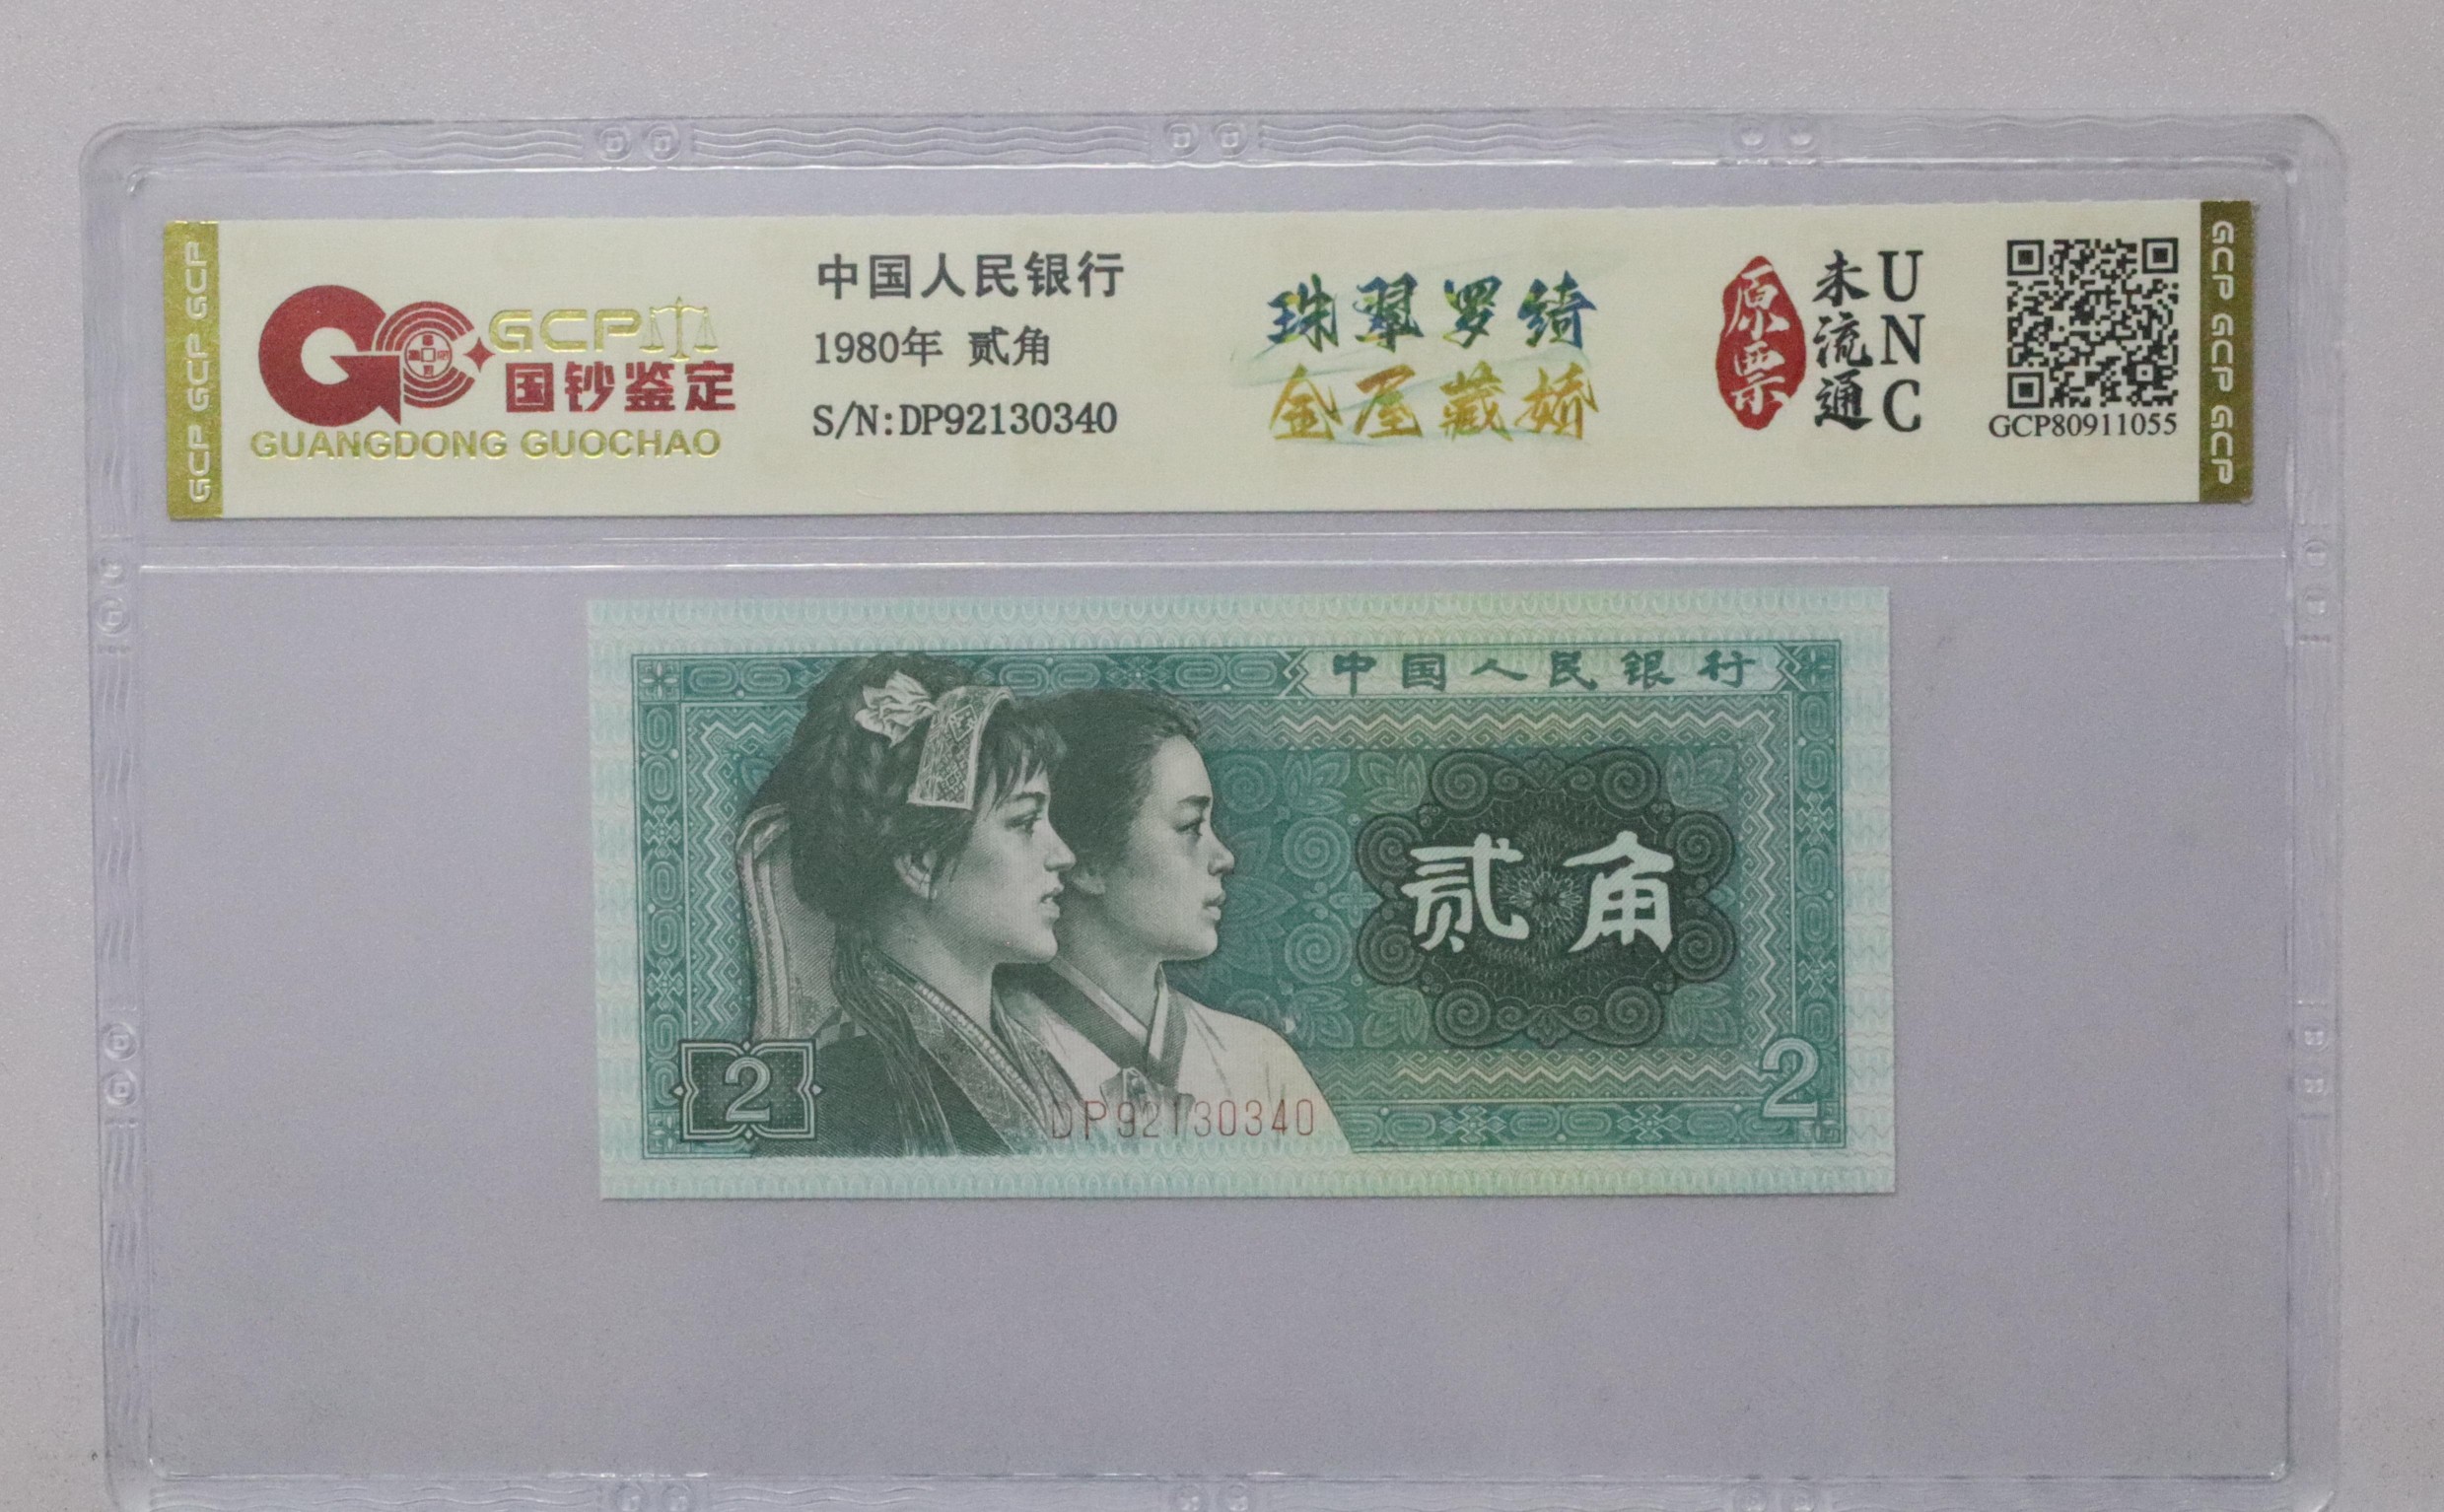 GCP GCP GCP
GCP
国钞鉴定
GUANGDONG GUOCHAO
中国人民银行
1980年 贰角
S/N:DP92130340
珠翠罗绮
金屋藏娇
原票
未流通
UNC
GCP80911055
GCP GCP GCP
中国人民银行
贰角
2
2
DP92130340